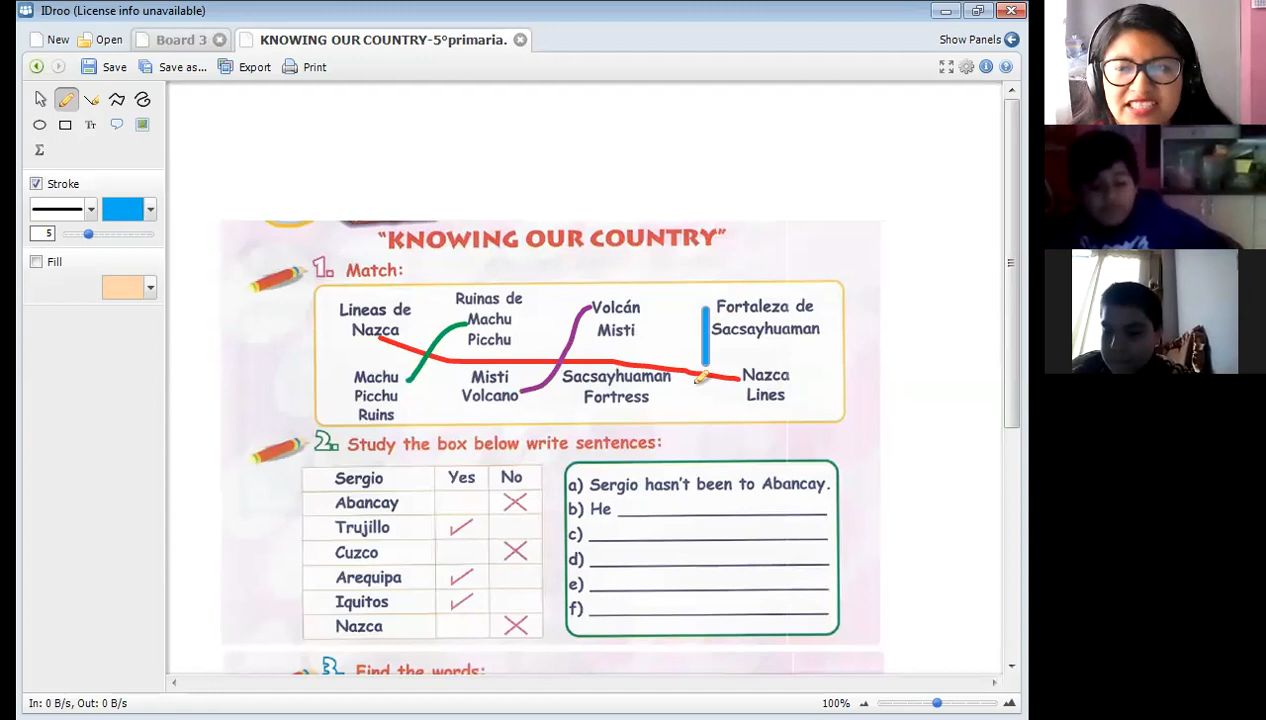 IDroo (License info unavailable)
New Open Board 3 KNOWING OUR COUNTRY-5°primaria. Show Panels
Save Save as... Export Print
Tt
Σ
Stroke
5
Fill
"KNOWING OUR COUNTRY"
1. Match:
Lineas de
Nazca
Ruinas de
Machu
Picchu
Volcán
Misti
Fortaleza de
Sacsayhuaman
Machu
Picchu
Ruins
Misti
Volcano
Sacsayhuaman
Fortress
Nazca
Lines
2. Study the box below write sentences:
Sergio Yes No
Abancay
Trujillo
Cuzco
Arequipa
Iquitos
Nazca
a) Sergio hasn't been to Abancay.
b) He
c)
d)
e)
f)
3. Find the words:
In: 0 B/s, Out: 0 B/s 100%